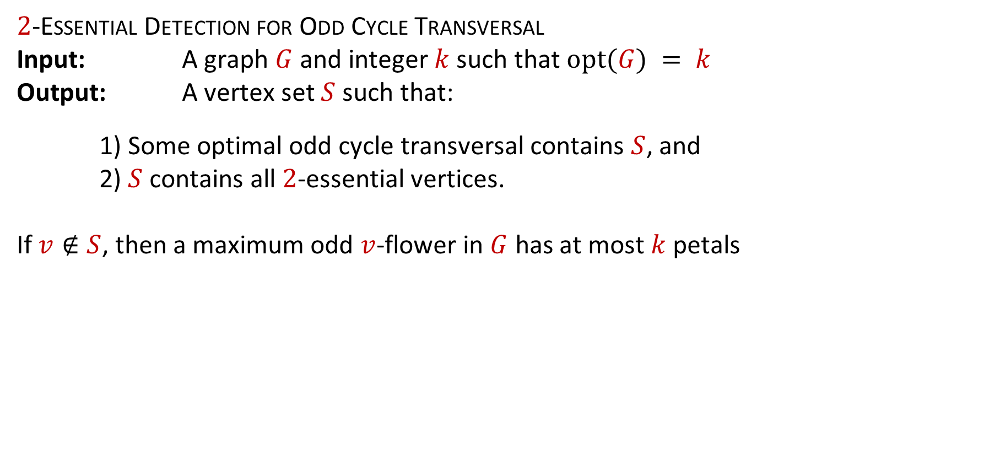 2-Essential Detection for Odd Cycle Transversal
Input: A graph G and integer k such that opt(G) = k
Output: A vertex set S such that:
1) Some optimal odd cycle transversal contains S, and
2) S contains all 2-essential vertices.
If v ∉ S, then a maximum odd v-flower in G has at most k petals